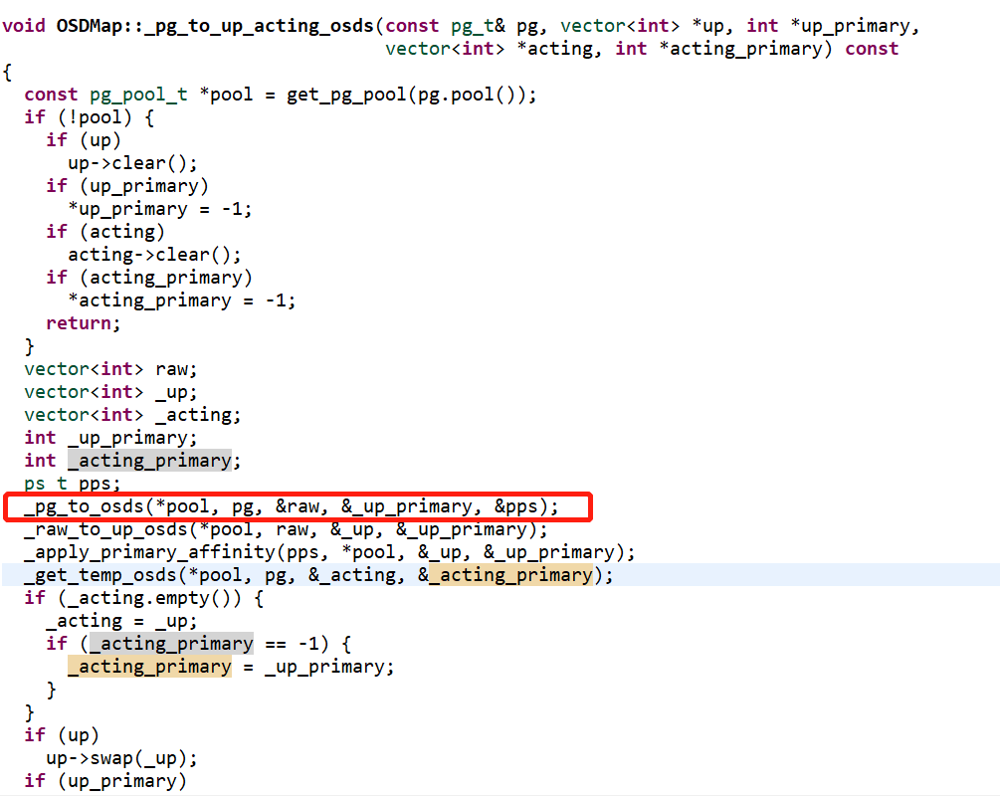 void OSDMap::_pg_to_up_acting_osds(const pg_t& pg, vector<int> *up, int *up_primary,
                                   vector<int> *acting, int *acting_primary) const
{
  const pg_pool_t *pool = get_pg_pool(pg.pool());
  if (!pool) {
    if (up)
      up->clear();
    if (up_primary)
      *up_primary = -1;
    if (acting)
      acting->clear();
    if (acting_primary)
      *acting_primary = -1;
    return;
  }
  vector<int> raw;
  vector<int> _up;
  vector<int> _acting;
  int _up_primary;
  int _acting_primary;
  ps_t pps;
  _pg_to_osds(*pool, pg, &raw, &_up_primary, &pps);
  _raw_to_up_osds(*pool, raw, &_up, &_up_primary);
  _apply_primary_affinity(pps, *pool, &_up, &_up_primary);
  _get_temp_osds(*pool, pg, &_acting, &_acting_primary);
  if (_acting.empty()) {
    _acting = _up;
    if (_acting_primary == -1) {
      _acting_primary = _up_primary;
    }
  }
  if (up)
    up->swap(_up);
  if (up_primary)